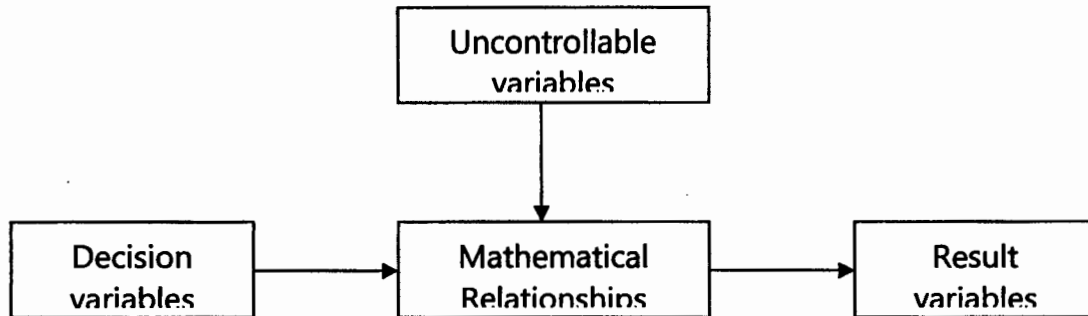 Uncontrollable
variables
Decision
variables
Mathematical
Relationships
Result
variables